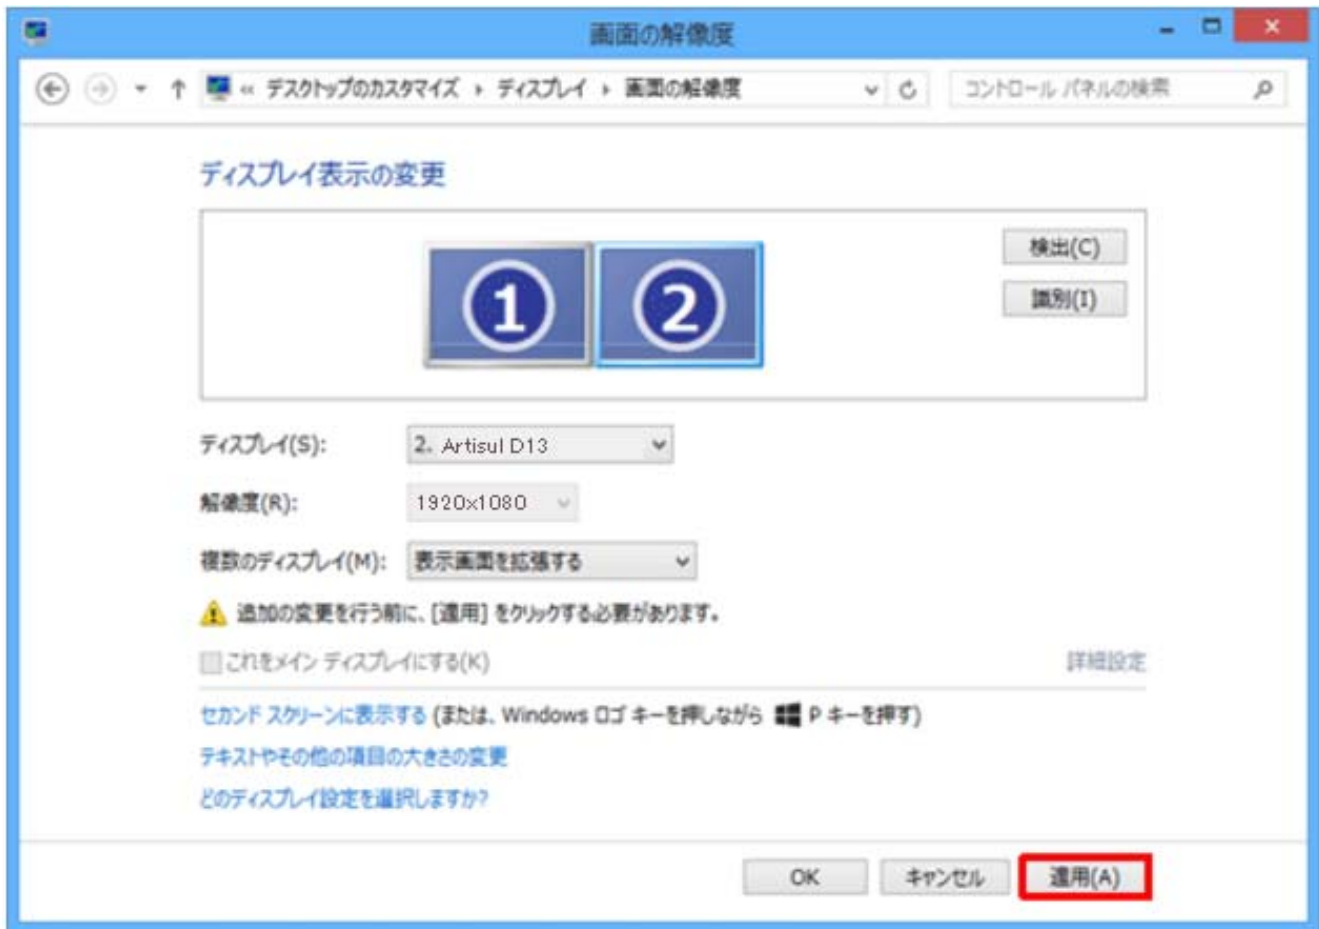 画面の解像度
« デスクトップのカスタマイズ ▸ ディスプレイ ▸ 画面の解像度 コントロール パネルの検索
ディスプレイ表示の変更
1 2
検出(C)
識別(I)
ディスプレイ(S): 2. Artisul D13
解像度(R): 1920x1080
複数のディスプレイ(M): 表示画面を拡張する
追加の変更を行う前に、[適用] をクリックする必要があります。
これをメイン ディスプレイにする(K) 詳細設定
セカンド スクリーンに表示する (または、Windows ロゴ キーを押しながら P キーを押す)
テキストやその他の項目の大きさの変更
どのディスプレイ設定を選択しますか?
OK キャンセル 適用(A)